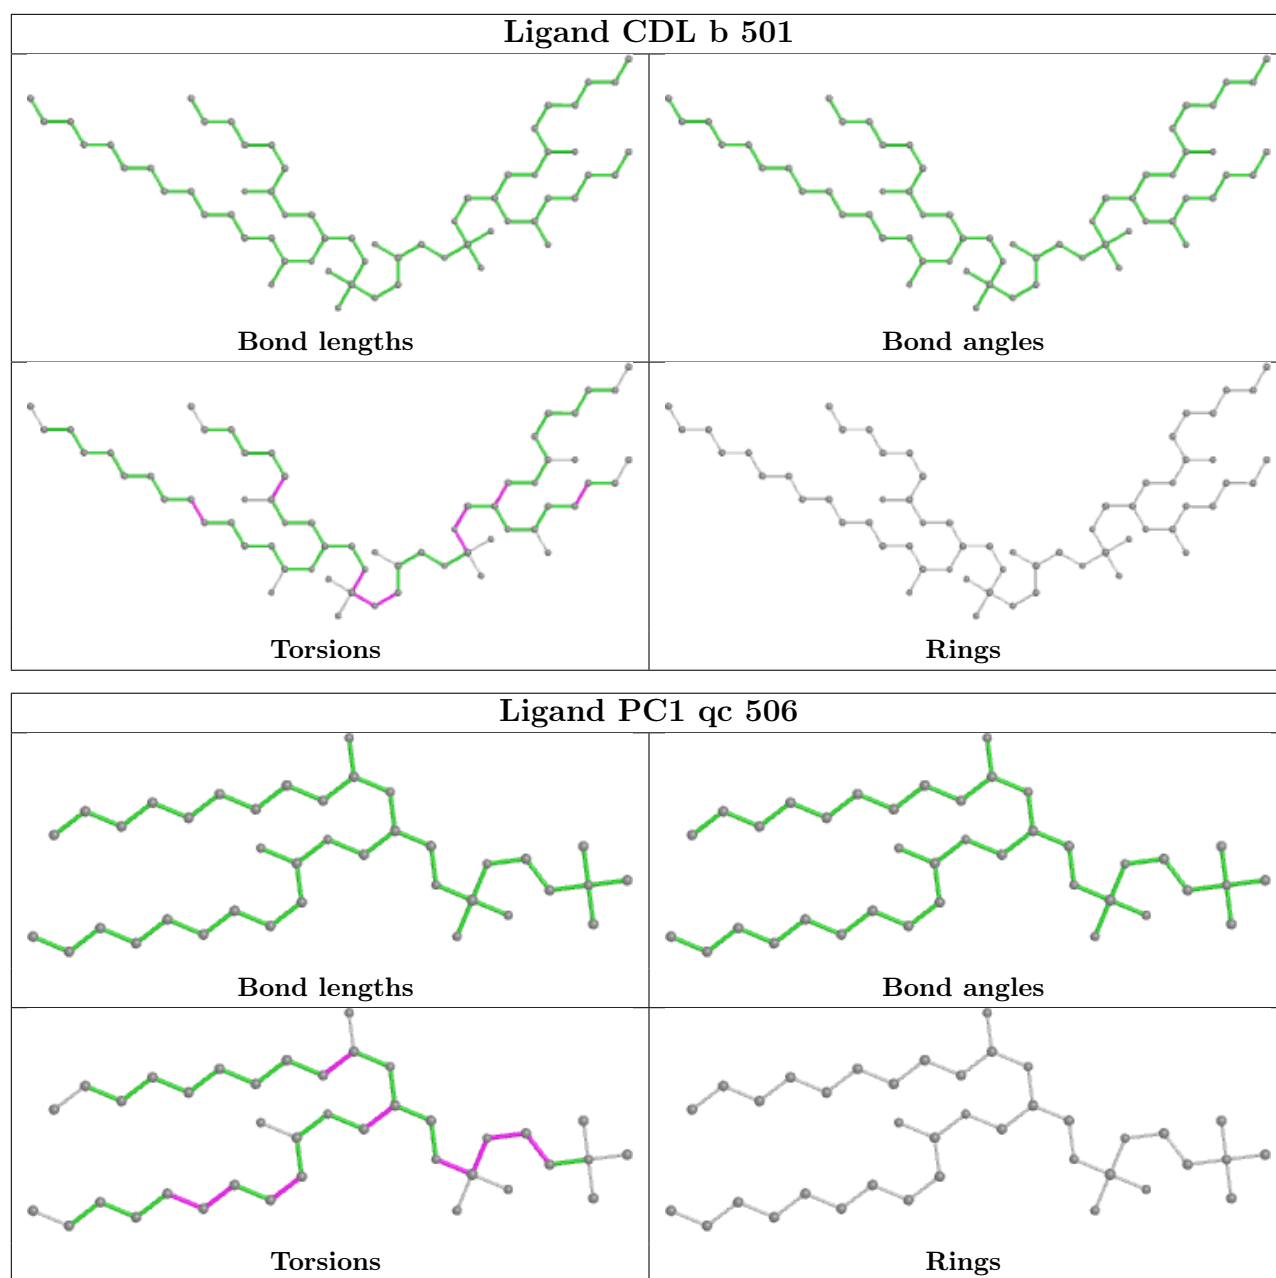 Ligand CDL b 501
Bond lengths
Bond angles
Torsions
Rings
Ligand PC1 qc 506
Bond lengths
Bond angles
Torsions
Rings